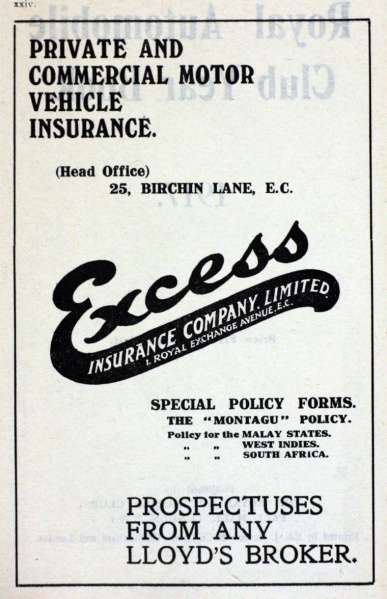 xxiv.
PRIVATE AND
COMMERCIAL MOTOR
VEHICLE
INSURANCE.
(Head Office)
25, BIRCHIN LANE, E.C.
Excess
INSURANCE COMPANY, LIMITED,
1, ROYAL EXCHANGE AVENUE, E.C.
SPECIAL POLICY FORMS.
THE "MONTAGU" POLICY.
Policy for the MALAY STATES.
„ „ WEST INDIES.
„ „ SOUTH AFRICA.
PROSPECTUSES
FROM ANY
LLOYD'S BROKER.